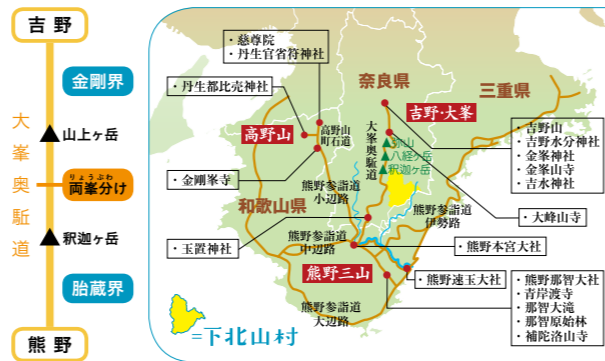 吉野
金剛界
大峯奥駈道
山上ヶ岳
りょうぶわ
両峯分け
釈迦ヶ岳
胎蔵界
熊野
・慈尊院
・丹生官省符神社
・丹生都比売神社
高野山
高野山
町石道
・金剛峯寺
熊野参詣道
小辺路
和歌山県
・玉置神社
熊野参詣道
中辺路
熊野三山
熊野参詣道
大辺路
奈良県
三重県
吉野・大峯
大峯奥駈道
弥山
八経ヶ岳
釈迦ヶ岳
・吉野山
・吉野水分神社
・金峯神社
・金峯山寺
・吉水神社
・大峰山寺
熊野参詣道
伊勢路
・熊野本宮大社
・熊野速玉大社
・熊野那智大社
・青岸渡寺
・那智大滝
・那智原始林
・補陀洛山寺
=下北山村